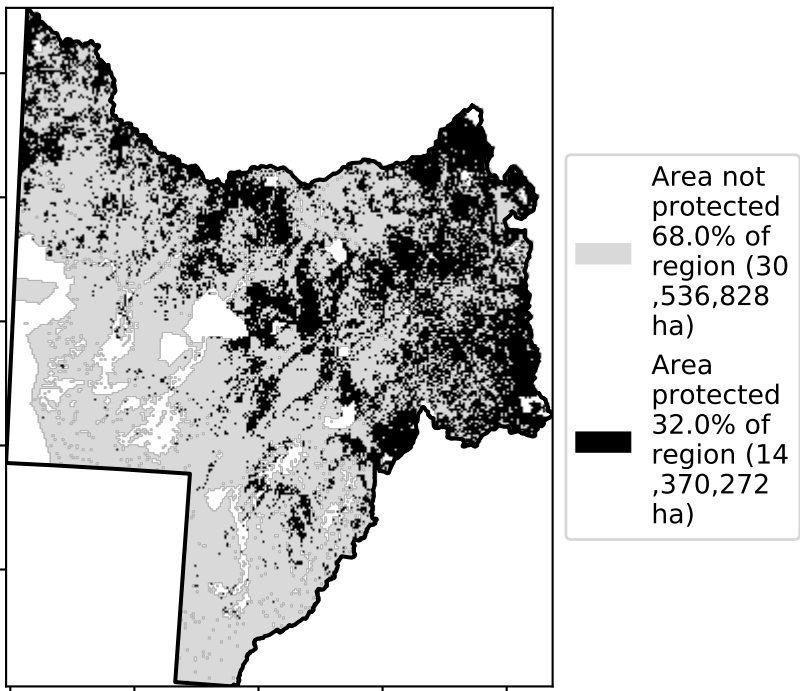 Area not
protected
68.0% of
region (30
,536,828
ha)
Area
protected
32.0% of
region (14
,370,272
ha)